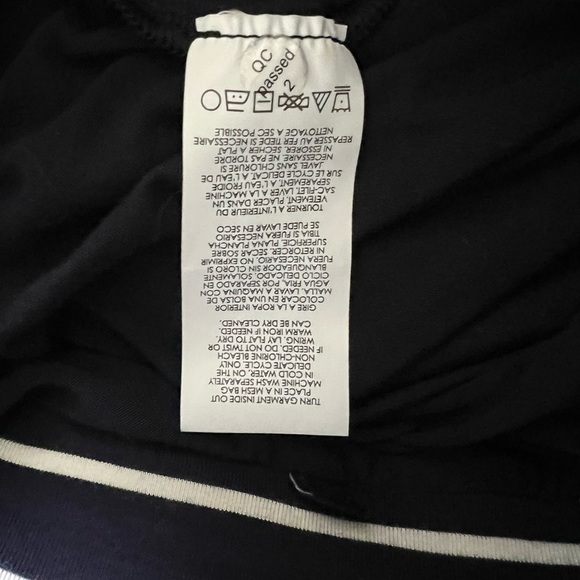 TURN GARMENT INSIDE OUT
PLACE IN A MESH BAG
MACHINE WASH SEPARATELY
IN COLD WATER, ON THE
DELICATE CYCLE. ONLY
NON-CHLORINE BLEACH
IF NEEDED. DO NOT TWIST OR
WRING. LAY FLAT TO DRY.
WARM IRON IF NEEDED.
CAN BE DRY CLEANED.
GIRE A LA ROPA INTERIOR
COLOCAR EN UNA BOLSA DE
MALLA. LAVAR A MAQUINA CON
AGUA FRIA, POR SEPARADO EN
CICLO DELICADO. SOLAMENTE
BLANQUEADOR SIN CLORO SI
FUERA NECESARIO. NO EXPRIMIR
NI RETORCER. SECAR SOBRE
SUPERFICIE. PLANA PLANCHA
TIBIA SI FUERA NECESARIO
SE PUEDE LAVAR EN SECO
TOURNER A L'INTERIEUR DU
VETEMENT, PLACER DANS UN
SAC-FILET. LAVER A LA MACHINE
SEPAREMENT, A L'EAU FROIDE
SUR LE CYCLE DELICAT. A L'EAU DE
JAVEL SANS CHLORURE SI
NECESSAIRE NE PAS TORDRE
NI ESSORER. SECHER A PLAT
REPASSER AU FER TIEDE SI NECESSAIRE
NETTOYAGE A SEC POSSIBLE
QC
passed
2